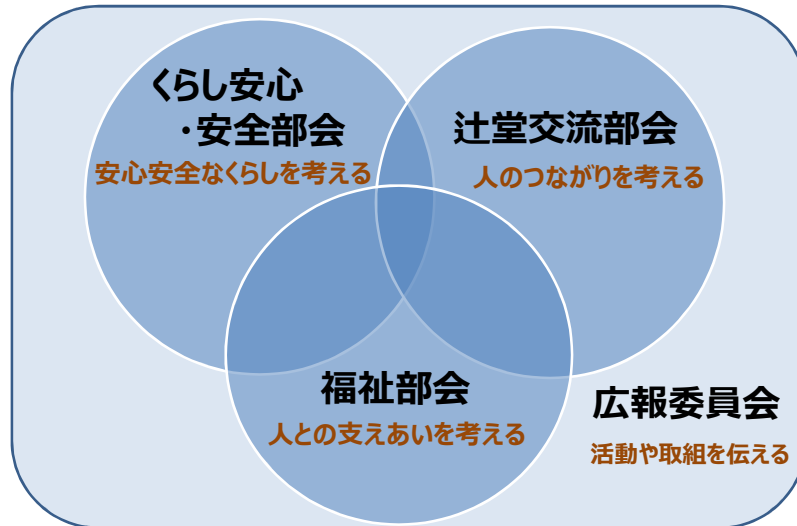 くらし安心
・安全部会
安心安全なくらしを考える
辻堂交流部会
人のつながりを考える
福祉部会
人との支えあいを考える
広報委員会
活動や取組を伝える